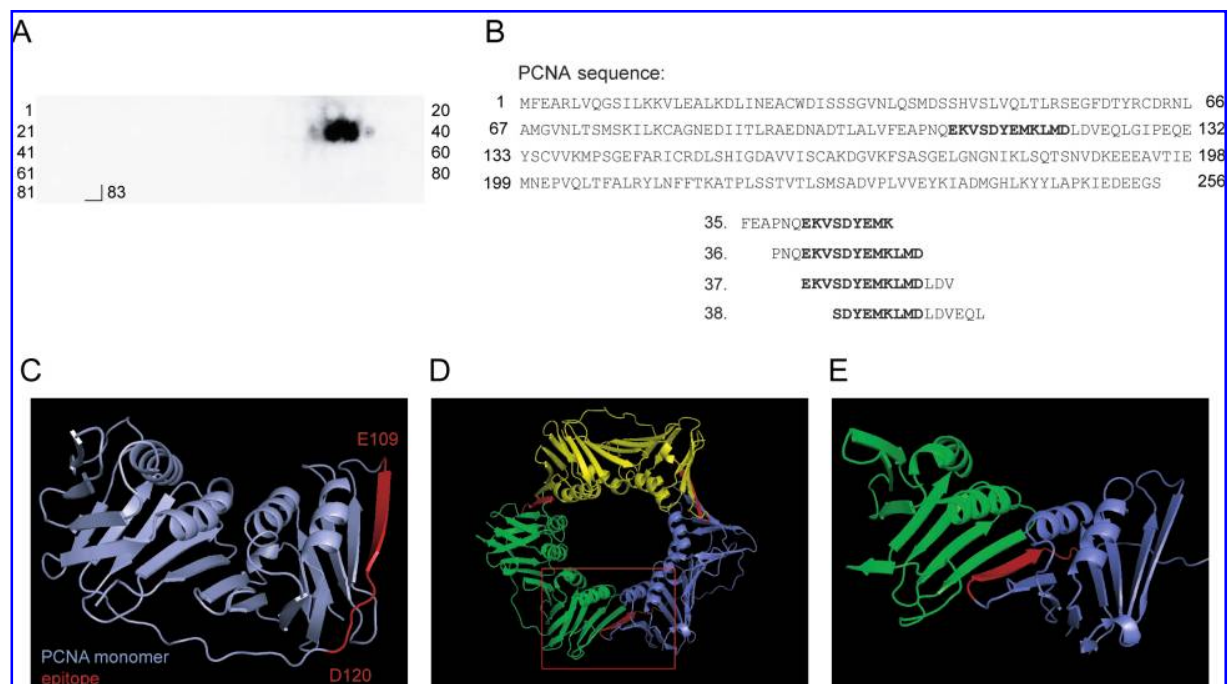 A
1
21
41
61
81
83
20
40
60
80
B
PCNA sequence:
1 MFEARLVQGSILKKVLEALKDLINEACWDISSSGVNLQSMDSSHVSLVQLTLRSEGFDTYRCDRNL 66
67 AMGVNLTSMSKILKCAGNEDIITLRAEDNADTLALVFEAPNQEKVSDYEMKLMDLDVEQLGIPEQE 132
133 YSCVVKMPSGEFARICRDLSHIGDAVVISCAKDGVKFSASGELGNGNIKLSQTSNVDKEEEAVTIE 198
199 MNEPVQLTFALRYLNFFTKATPLSSTVTLSMSADVPLVVEYKIADMGHLKYYLAPKIEDEEGS 256
35. FEAPNQEKVSDYEMK
36. PNQEKVSDYEMKLMD
37. EKVSDYEMKLMDLDV
38. SDYEMKLMDLDVEQL
C
E109
PCNA monomer
epitope
D120
D
E